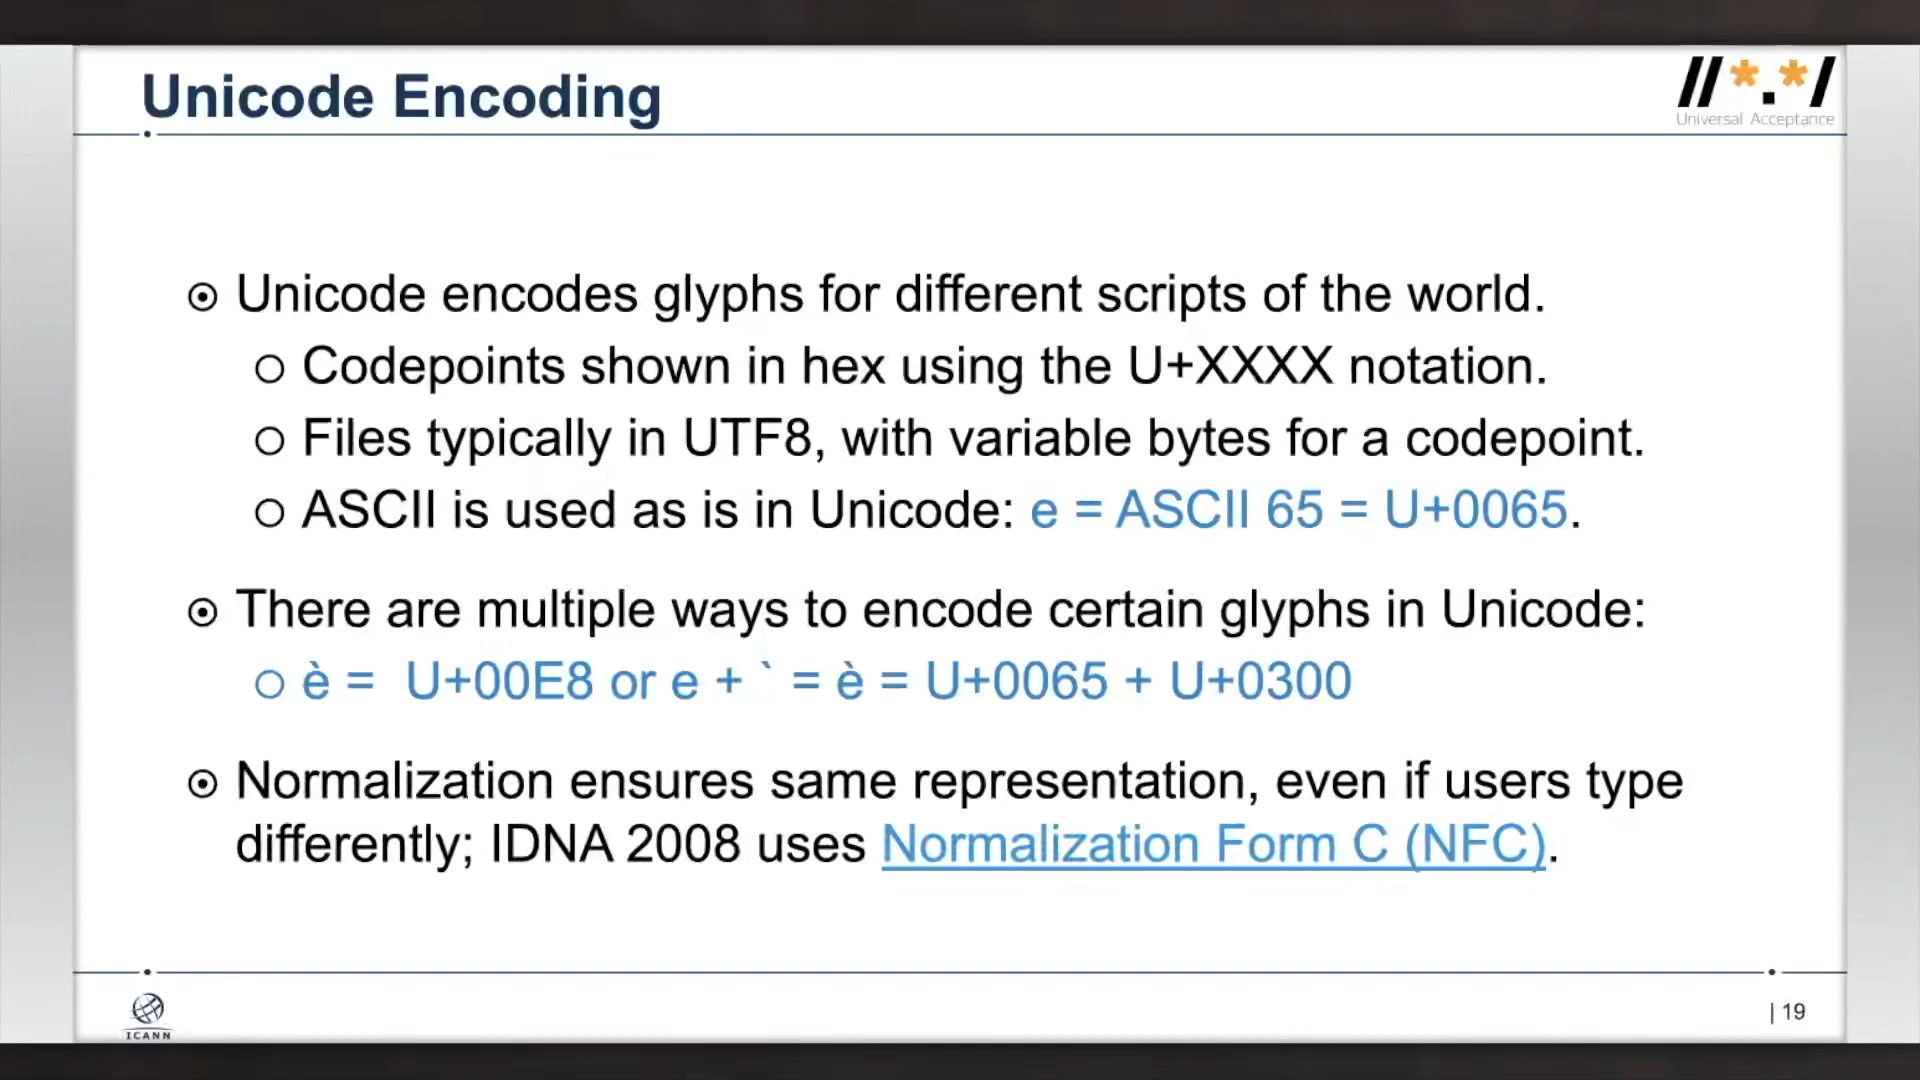 Unicode Encoding
//*.*/
Universal Acceptance
Unicode encodes glyphs for different scripts of the world.
Codepoints shown in hex using the U+XXXX notation.
Files typically in UTF8, with variable bytes for a codepoint.
ASCII is used as is in Unicode: e = ASCII 65 = U+0065.
There are multiple ways to encode certain glyphs in Unicode:
è = U+00E8 or e + ` = è = U+0065 + U+0300
Normalization ensures same representation, even if users type
differently; IDNA 2008 uses Normalization Form C (NFC).
ICANN
| 19